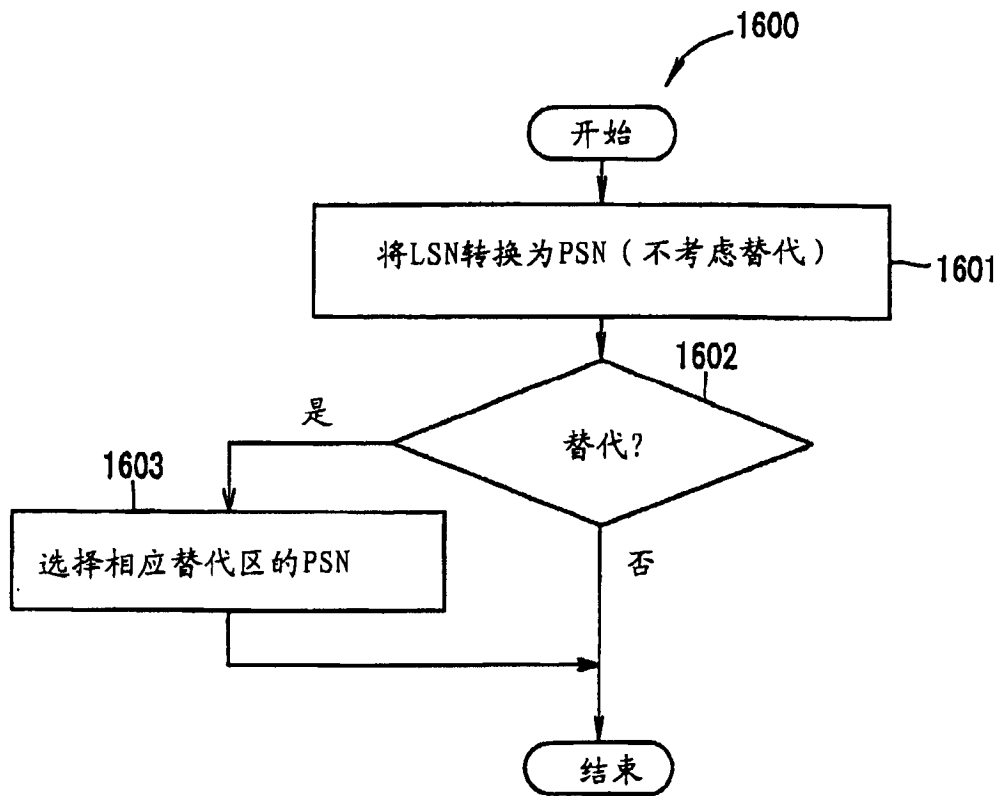 1600
开始
将LSN转换为PSN（不考虑替代）
1601
1602
替代?
是
1603
选择相应替代区的PSN
否
结束